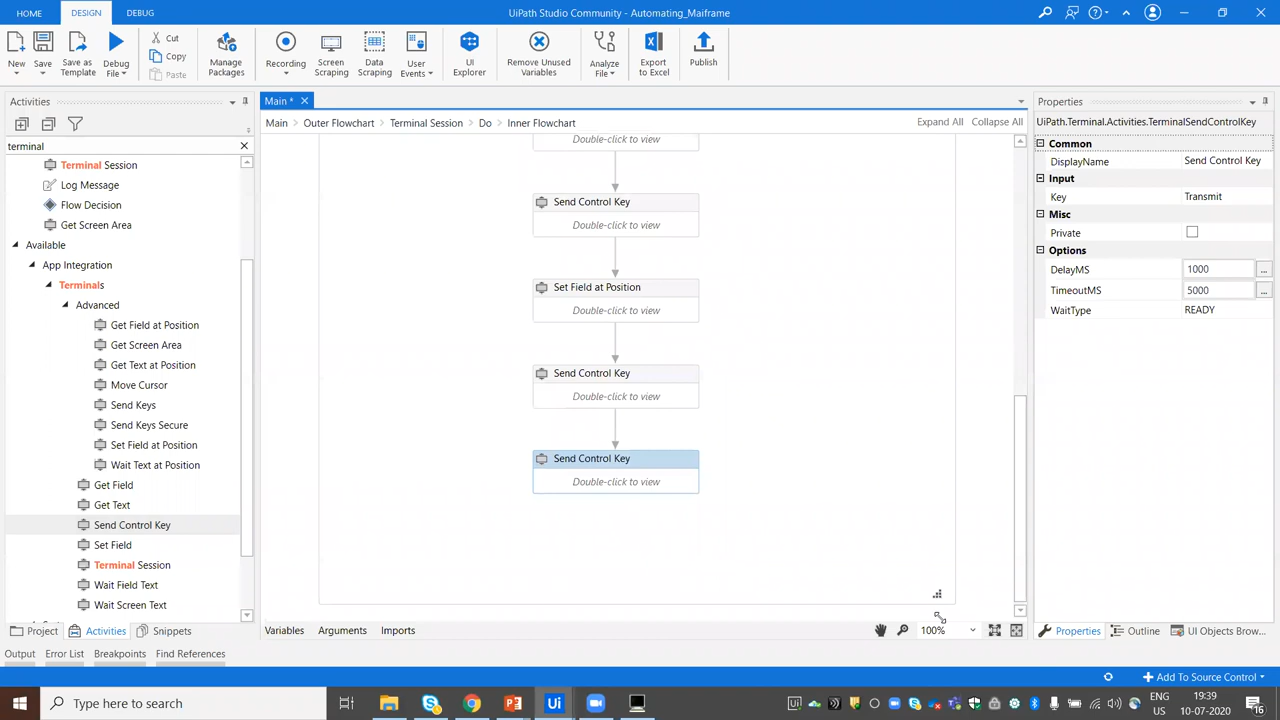 UiPath Studio Community - Automating_Maiframe
HOME
DESIGN
DEBUG
New
Save
Save as Template
Debug File
Cut
Copy
Paste
Manage Packages
Recording
Screen Scraping
Data Scraping
User Events
UI Explorer
Remove Unused Variables
Analyze File
Export to Excel
Publish
Activities
terminal
Terminal Session
Log Message
Flow Decision
Get Screen Area
Available
App Integration
Terminals
Advanced
Get Field at Position
Get Screen Area
Get Text at Position
Move Cursor
Send Keys
Send Keys Secure
Set Field at Position
Wait Text at Position
Get Field
Get Text
Send Control Key
Set Field
Terminal Session
Wait Field Text
Wait Screen Text
Project
Activities
Snippets
Main *
Main > Outer Flowchart > Terminal Session > Do > Inner Flowchart
Expand All
Collapse All
Double-click to view
Send Control Key
Double-click to view
Set Field at Position
Double-click to view
Send Control Key
Double-click to view
Send Control Key
Double-click to view
Variables
Arguments
Imports
100%
Properties
UiPath.Terminal.Activities.TerminalSendControlKey
Common
DisplayName Send Control Key
Input
Key Transmit
Misc
Private
Options
DelayMS 1000 ...
TimeoutMS 5000 ...
WaitType READY
Properties
Outline
UI Objects Brow...
Output
Error List
Breakpoints
Find References
Add To Source Control
Type here to search
Ui
ENG
IN
19:39
10-07-2020
16